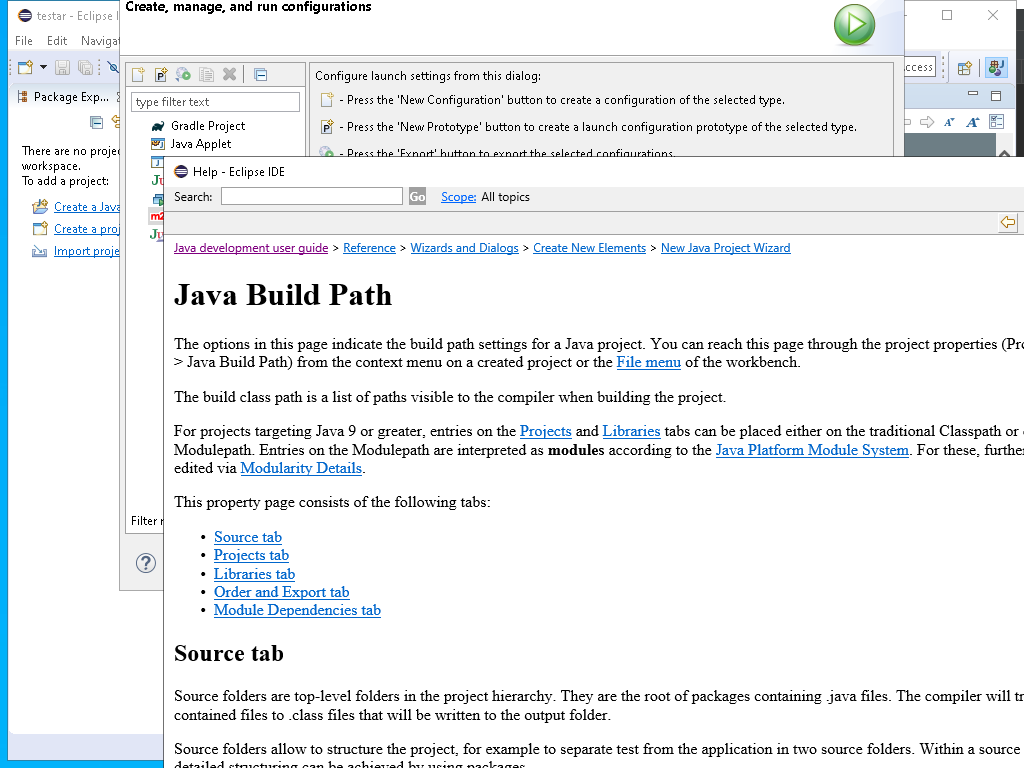 testar - Eclipse I
File Edit Navigat
Package Exp...
There are no projec
workspace.
To add a project:
Create a Java
Create a proj
Import proje
Create, manage, and run configurations
type filter text
Gradle Project
Java Applet
Filter r
Configure launch settings from this dialog:
- Press the 'New Configuration' button to create a configuration of the selected type.
- Press the 'New Prototype' button to create a launch configuration prototype of the selected type.
- Press the 'Export' button to export the selected configurations.
ccess
Help - Eclipse IDE
Search: Go Scope: All topics
Java development user guide > Reference > Wizards and Dialogs > Create New Elements > New Java Project Wizard
Java Build Path
The options in this page indicate the build path settings for a Java project. You can reach this page through the project properties (Pro
> Java Build Path) from the context menu on a created project or the File menu of the workbench.
The build class path is a list of paths visible to the compiler when building the project.
For projects targeting Java 9 or greater, entries on the Projects and Libraries tabs can be placed either on the traditional Classpath or
Modulepath. Entries on the Modulepath are interpreted as modules according to the Java Platform Module System. For these, further
edited via Modularity Details.
This property page consists of the following tabs:
• Source tab
• Projects tab
• Libraries tab
• Order and Export tab
• Module Dependencies tab
Source tab
Source folders are top-level folders in the project hierarchy. They are the root of packages containing .java files. The compiler will tr
contained files to .class files that will be written to the output folder.
Source folders allow to structure the project, for example to separate test from the application in two source folders. Within a source
detailed structuring can be achieved by using packages.